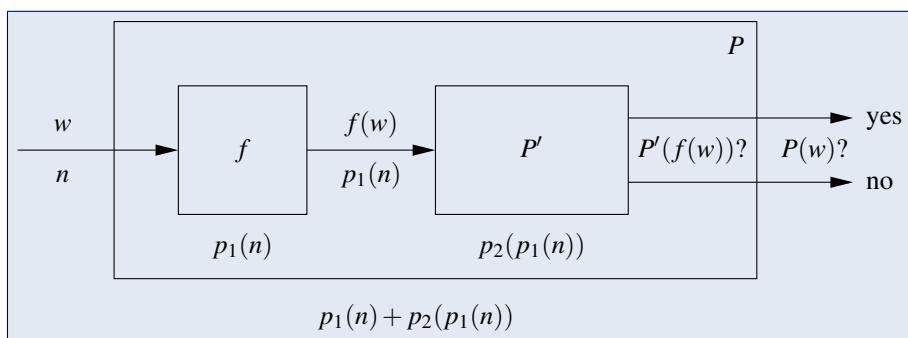 P
w
n
f
f(w)
p₁(n)
P′
P′(f(w))?
P(w)?
yes
no
p₁(n)
p₂(p₁(n))
p₁(n) + p₂(p₁(n))